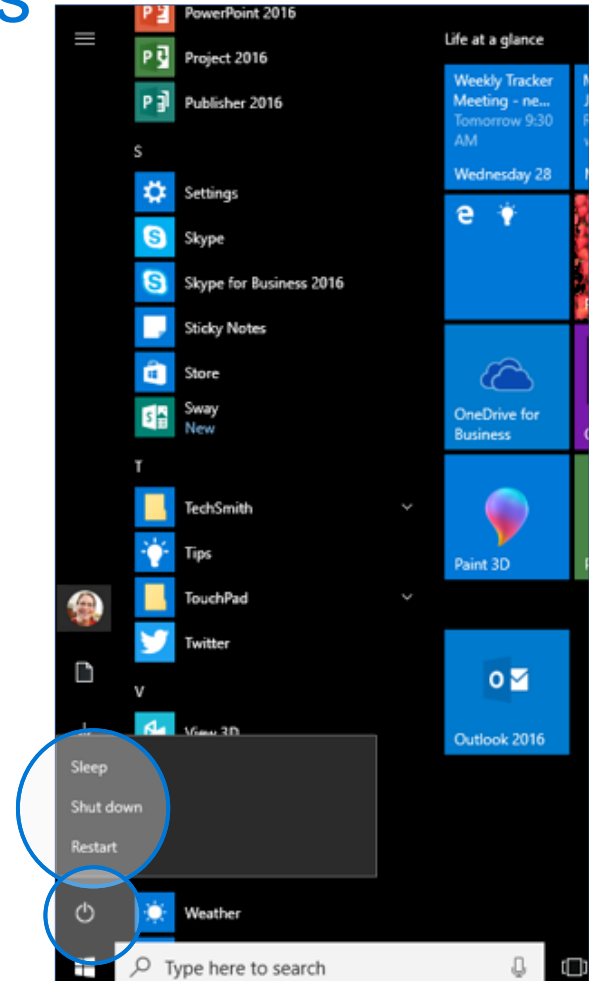 s
PowerPoint 2016
Project 2016
Publisher 2016
S
Settings
Skype
Skype for Business 2016
Sticky Notes
Store
Sway
New
T
TechSmith
Tips
TouchPad
Twitter
V
View 3D
Sleep
Shut down
Restart
Weather
Type here to search
Life at a glance
Weekly Tracker
Meeting - ne...
Tomorrow 9:30
AM
Wednesday 28
OneDrive for
Business
Paint 3D
Outlook 2016